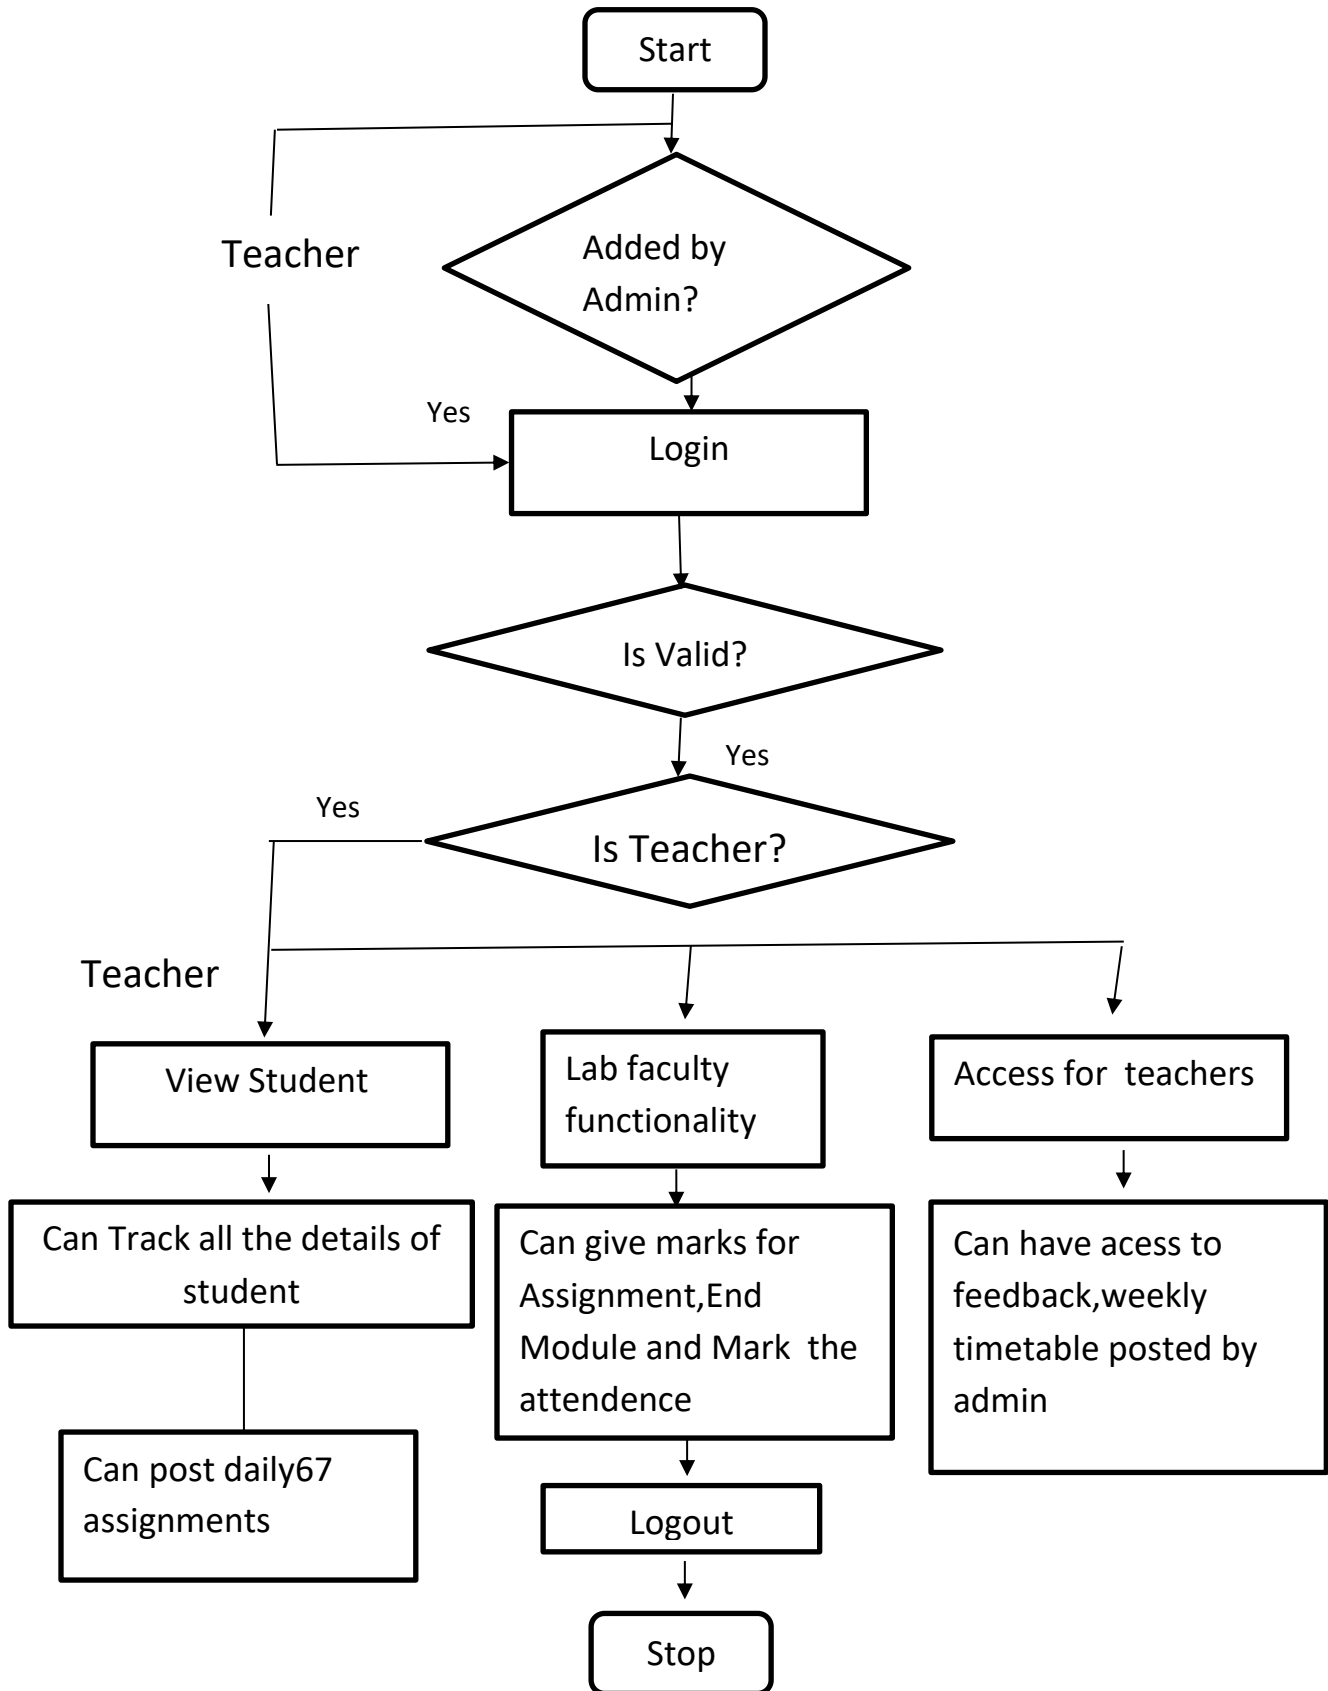 Start
Teacher
Added by
Admin?
Yes
Login
Is Valid?
Yes
Yes
Is Teacher?
Teacher
View Student
Lab faculty
functionality
Access for  teachers
Can Track all the details of
student
Can give marks for
Assignment,End
Module and Mark  the
attendence
Can have acess to
feedback,weekly
timetable posted by
admin
Can post daily67
assignments
Logout
Stop